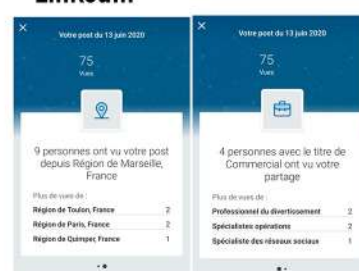 Linkedin
Votre post du 13 juin 2020
75
Vues
9 personnes ont vu votre post
depuis Région de Marseille,
France
Plus de vues de :
Région de Toulon, France 2
Région de Paris, France 2
Région de Quimper, France 1
Votre post du 13 juin 2020
75
Vues
4 personnes avec le titre de
Commercial ont vu votre
partage
Plus de vues de :
Professionnel du divertissement 2
Spécialistes opérations 2
Spécialiste des réseaux sociaux 1